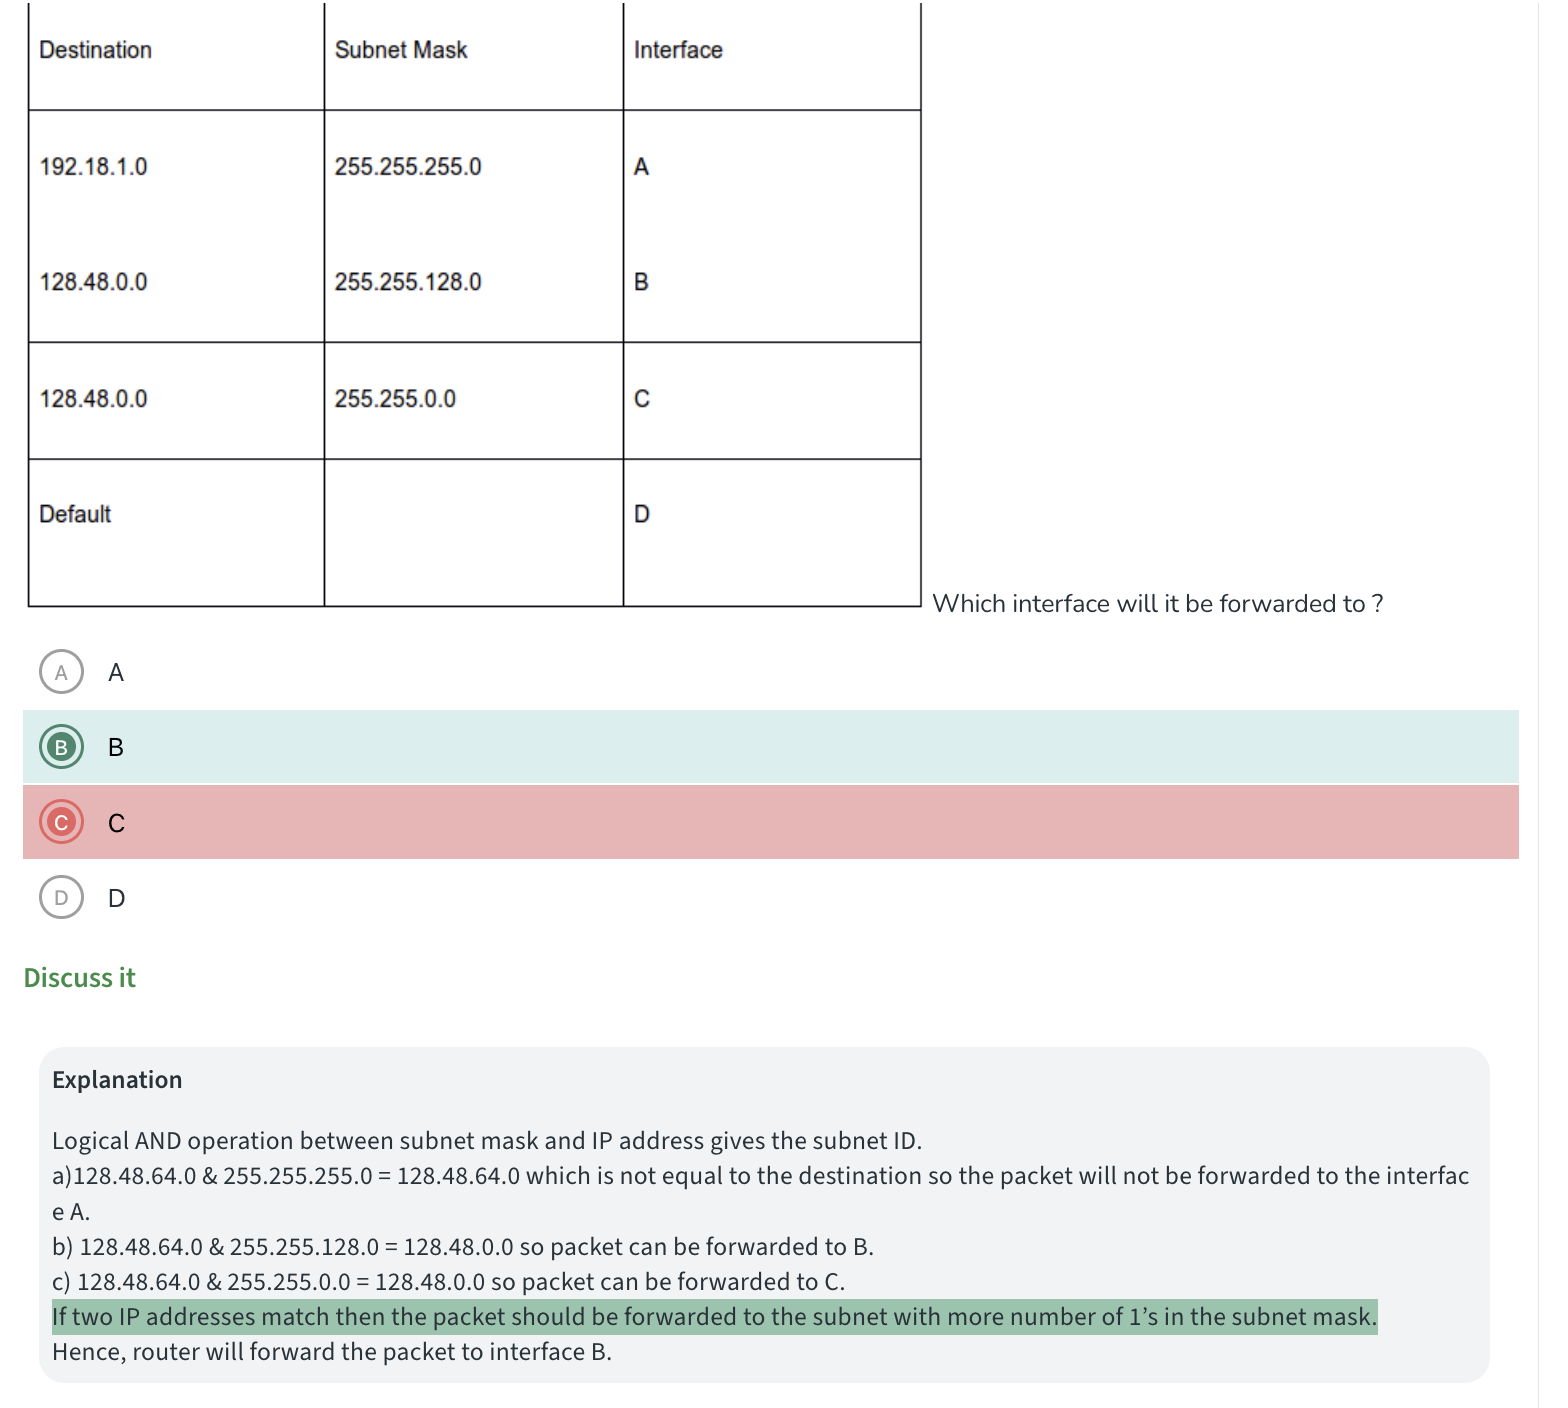 Destination Subnet Mask Interface
192.18.1.0 255.255.255.0 A
128.48.0.0 255.255.128.0 B
128.48.0.0 255.255.0.0 C
Default D
Which interface will it be forwarded to ?
A A
B B
C C
D D
Discuss it
Explanation
Logical AND operation between subnet mask and IP address gives the subnet ID.
a)128.48.64.0 & 255.255.255.0 = 128.48.64.0 which is not equal to the destination so the packet will not be forwarded to the interfac
e A.
b) 128.48.64.0 & 255.255.128.0 = 128.48.0.0 so packet can be forwarded to B.
c) 128.48.64.0 & 255.255.0.0 = 128.48.0.0 so packet can be forwarded to C.
If two IP addresses match then the packet should be forwarded to the subnet with more number of 1’s in the subnet mask.
Hence, router will forward the packet to interface B.